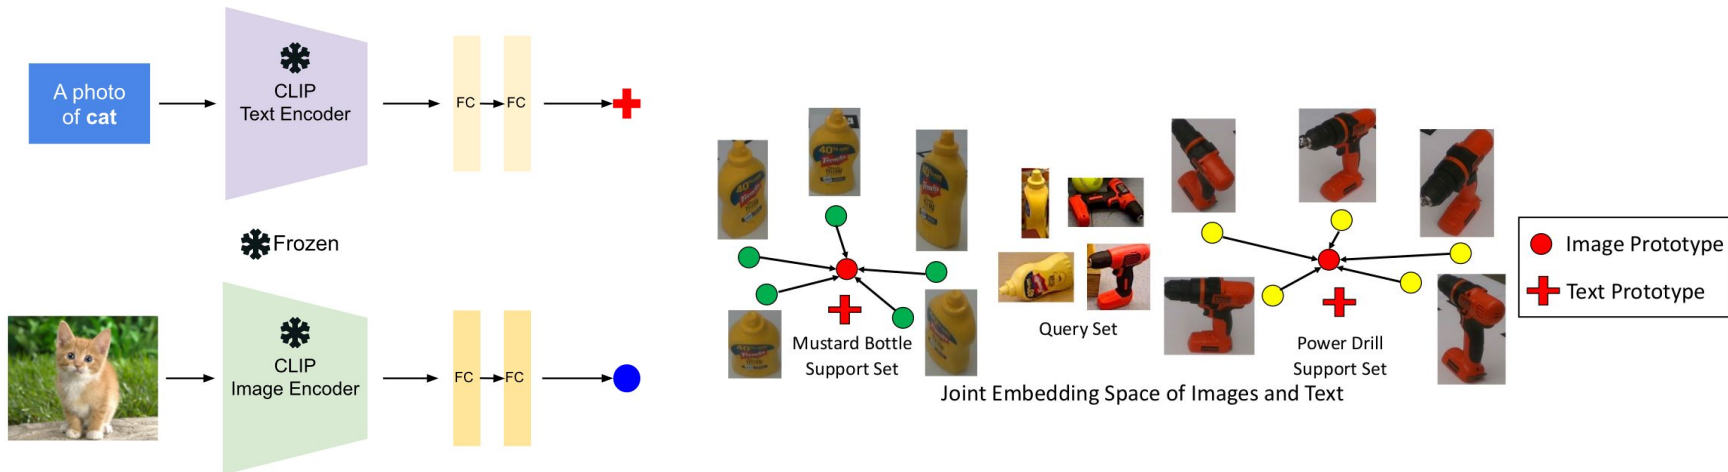 A photo
of cat
CLIP
Text Encoder
FC
FC
Frozen
CLIP
Image Encoder
FC
FC
Mustard Bottle
Support Set
Query Set
Power Drill
Support Set
Joint Embedding Space of Images and Text
Image Prototype
Text Prototype